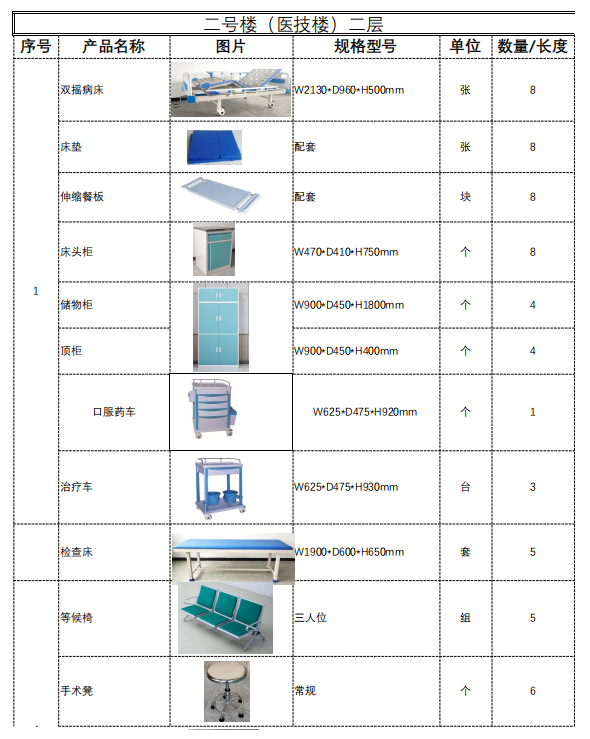 二号楼（医技楼）二层
序号 产品名称 图片 规格型号 单位 数量/长度
双摇病床 W2130*D960*H500mm 张 8
床垫 配套 张 8
伸缩餐板 配套 块 8
床头柜 W470*D410*H750mm 个 8
1
储物柜 W900*D450*H1800mm 个 4
顶柜 W900*D450*H400mm 个 4
口服药车 W625*D475*H920mm 个 1
治疗车 W625*D475*H930mm 台 3
检查床 W1900*D600*H650mm 套 5
等候椅 三人位 组 5
手术凳 常规 个 6